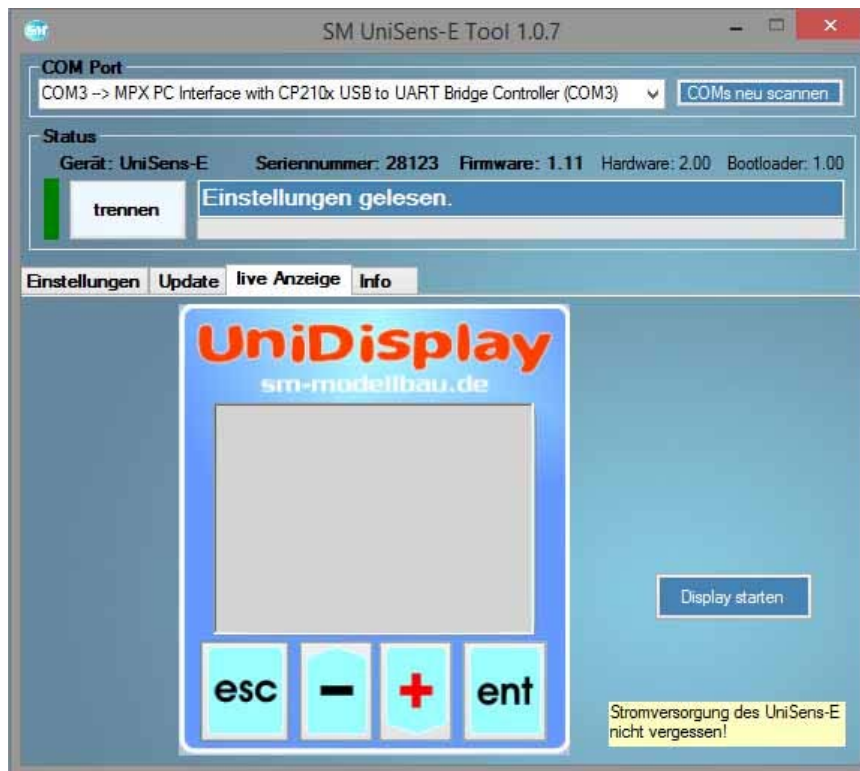 SM UniSens-E Tool 1.0.7
COM Port
COM3 --> MPX PC Interface with CP210x USB to UART Bridge Controller (COM3)
COMs neu scannen
Status
Gerät: UniSens-E Seriennummer: 28123 Firmware: 1.11 Hardware: 2.00 Bootloader: 1.00
trennen
Einstellungen gelesen.
Einstellungen Update live Anzeige Info
UniDisplay
sm-modellbau.de
esc - + ent
Display starten
Stromversorgung des UniSens-E
nicht vergessen!